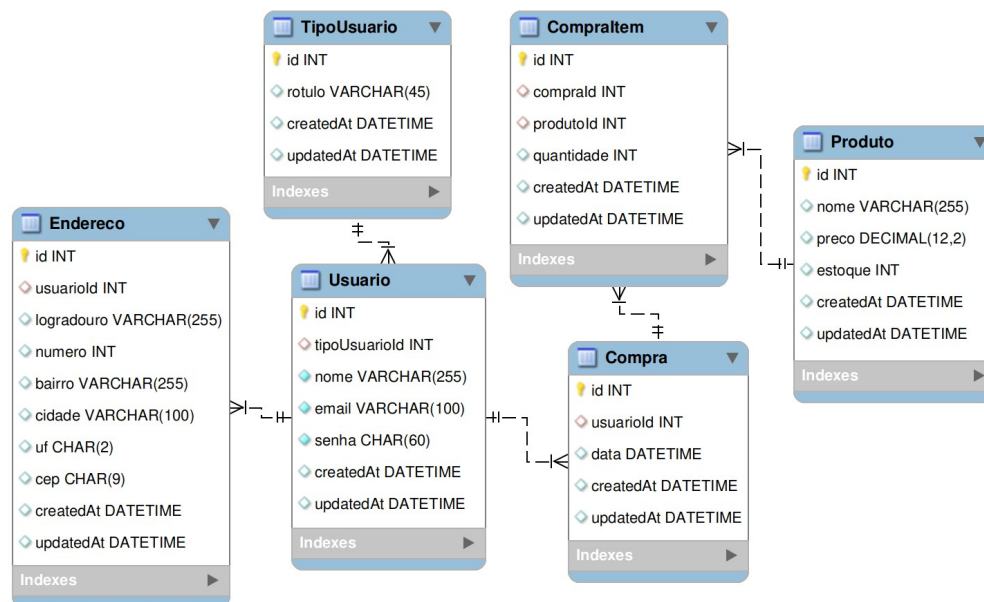 TipoUsuario
id INT
rotulo VARCHAR(45)
createdAt DATETIME
updatedAt DATETIME
Indexes
CompraItem
id INT
compraId INT
produtoId INT
quantidade INT
createdAt DATETIME
updatedAt DATETIME
Indexes
Produto
id INT
nome VARCHAR(255)
preco DECIMAL(12,2)
estoque INT
createdAt DATETIME
updatedAt DATETIME
Indexes
Endereco
id INT
usuarioId INT
logradouro VARCHAR(255)
numero INT
bairro VARCHAR(255)
cidade VARCHAR(100)
uf CHAR(2)
cep CHAR(9)
createdAt DATETIME
updatedAt DATETIME
Indexes
Usuario
id INT
tipoUsuarioId INT
nome VARCHAR(255)
email VARCHAR(100)
senha CHAR(60)
createdAt DATETIME
updatedAt DATETIME
Indexes
Compra
id INT
usuarioId INT
data DATETIME
createdAt DATETIME
updatedAt DATETIME
Indexes